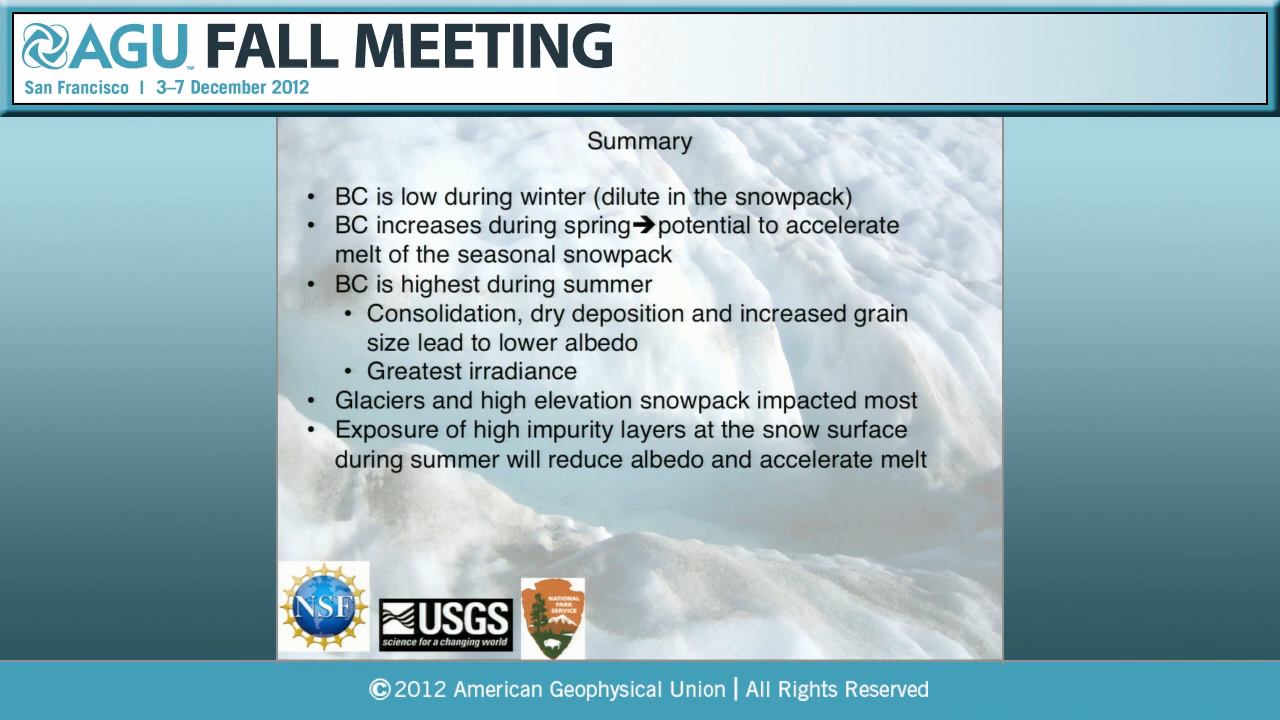 AGU™ FALL MEETING
San Francisco | 3–7 December 2012
Summary
• BC is low during winter (dilute in the snowpack)
• BC increases during spring➔potential to accelerate
melt of the seasonal snowpack
• BC is highest during summer
• Consolidation, dry deposition and increased grain
size lead to lower albedo
• Greatest irradiance
• Glaciers and high elevation snowpack impacted most
• Exposure of high impurity layers at the snow surface
during summer will reduce albedo and accelerate melt
NSF
USGS
science for a changing world
NATIONAL
PARK
SERVICE
©2012 American Geophysical Union | All Rights Reserved